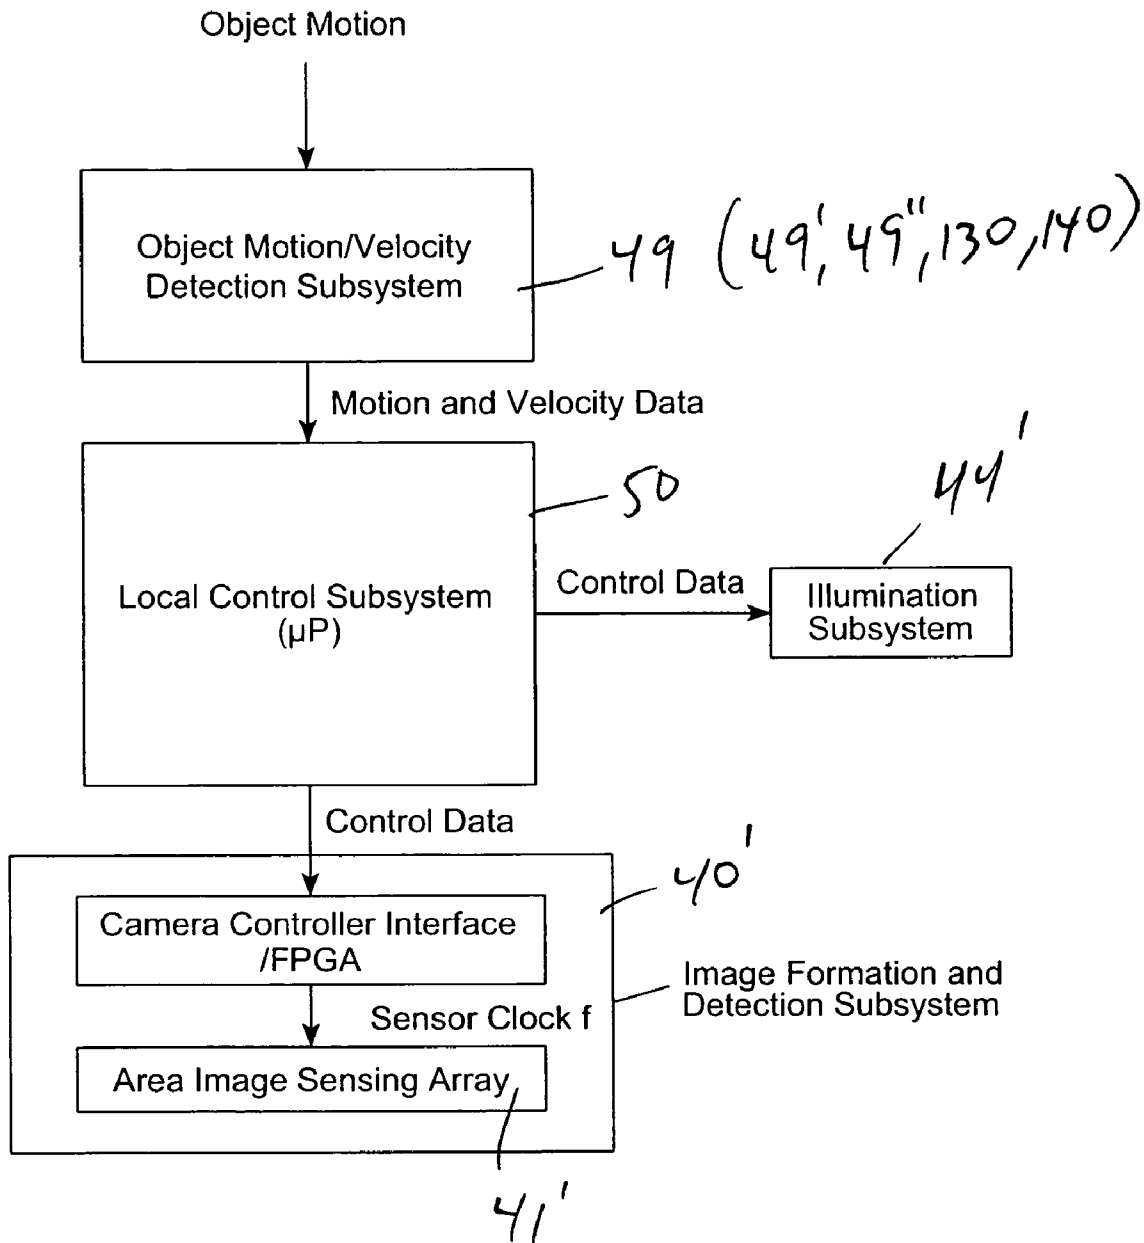 Object Motion
Object Motion/Velocity
Detection Subsystem
49 (49', 49", 130, 140)
Motion and Velocity Data
50
44'
Local Control Subsystem
(µP)
Control Data
Illumination
Subsystem
Control Data
40'
Camera Controller Interface
/FPGA
Image Formation and
Detection Subsystem
Sensor Clock f
Area Image Sensing Array
41'